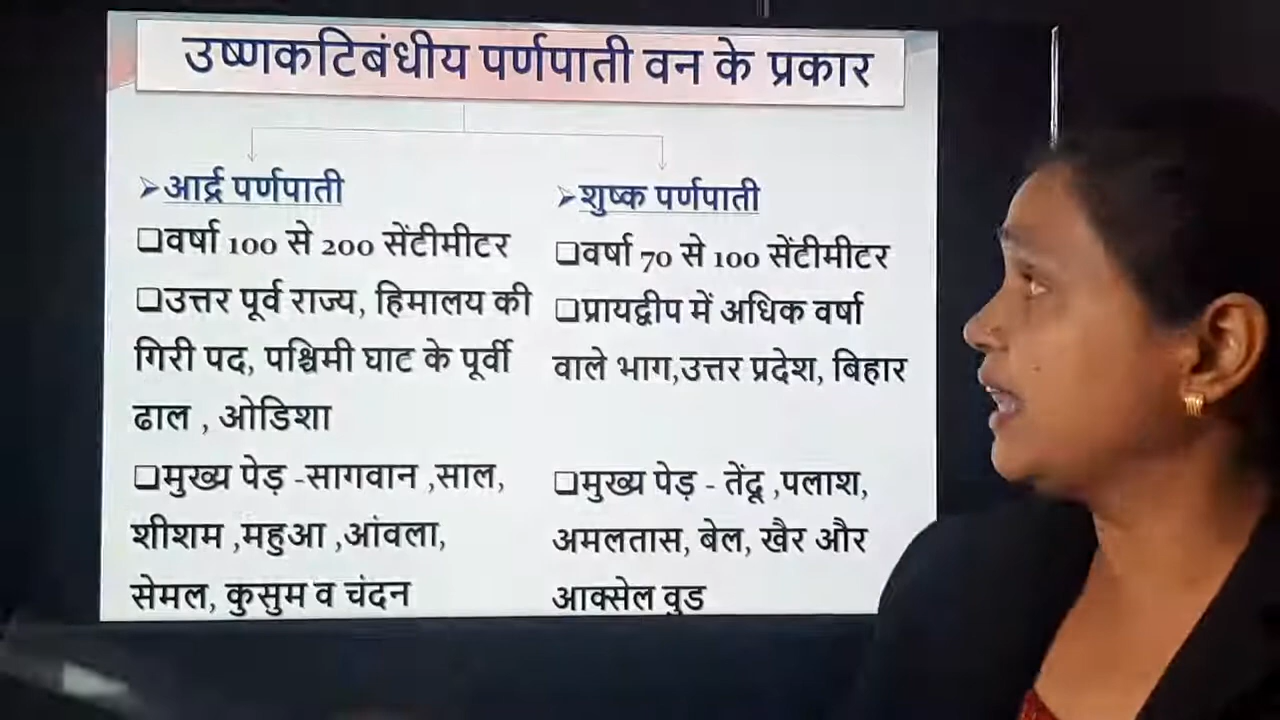 उष्णकटिबंधीय पर्णपाती वन के प्रकार
➢आर्द्र पर्णपाती
❑वर्षा 100 से 200 सेंटीमीटर
❑उत्तर पूर्व राज्य, हिमालय की
गिरी पद, पश्चिमी घाट के पूर्वी
ढाल , ओडिशा
❑मुख्य पेड़ -सागवान ,साल,
शीशम ,महुआ ,आंवला,
सेमल, कुसुम व चंदन
➢शुष्क पर्णपाती
❑वर्षा 70 से 100 सेंटीमीटर
❑प्रायद्वीप में अधिक वर्षा
वाले भाग,उत्तर प्रदेश, बिहार
❑मुख्य पेड़ - तेंदू ,पलाश,
अमलतास, बेल, खैर और
आक्सेल वुड